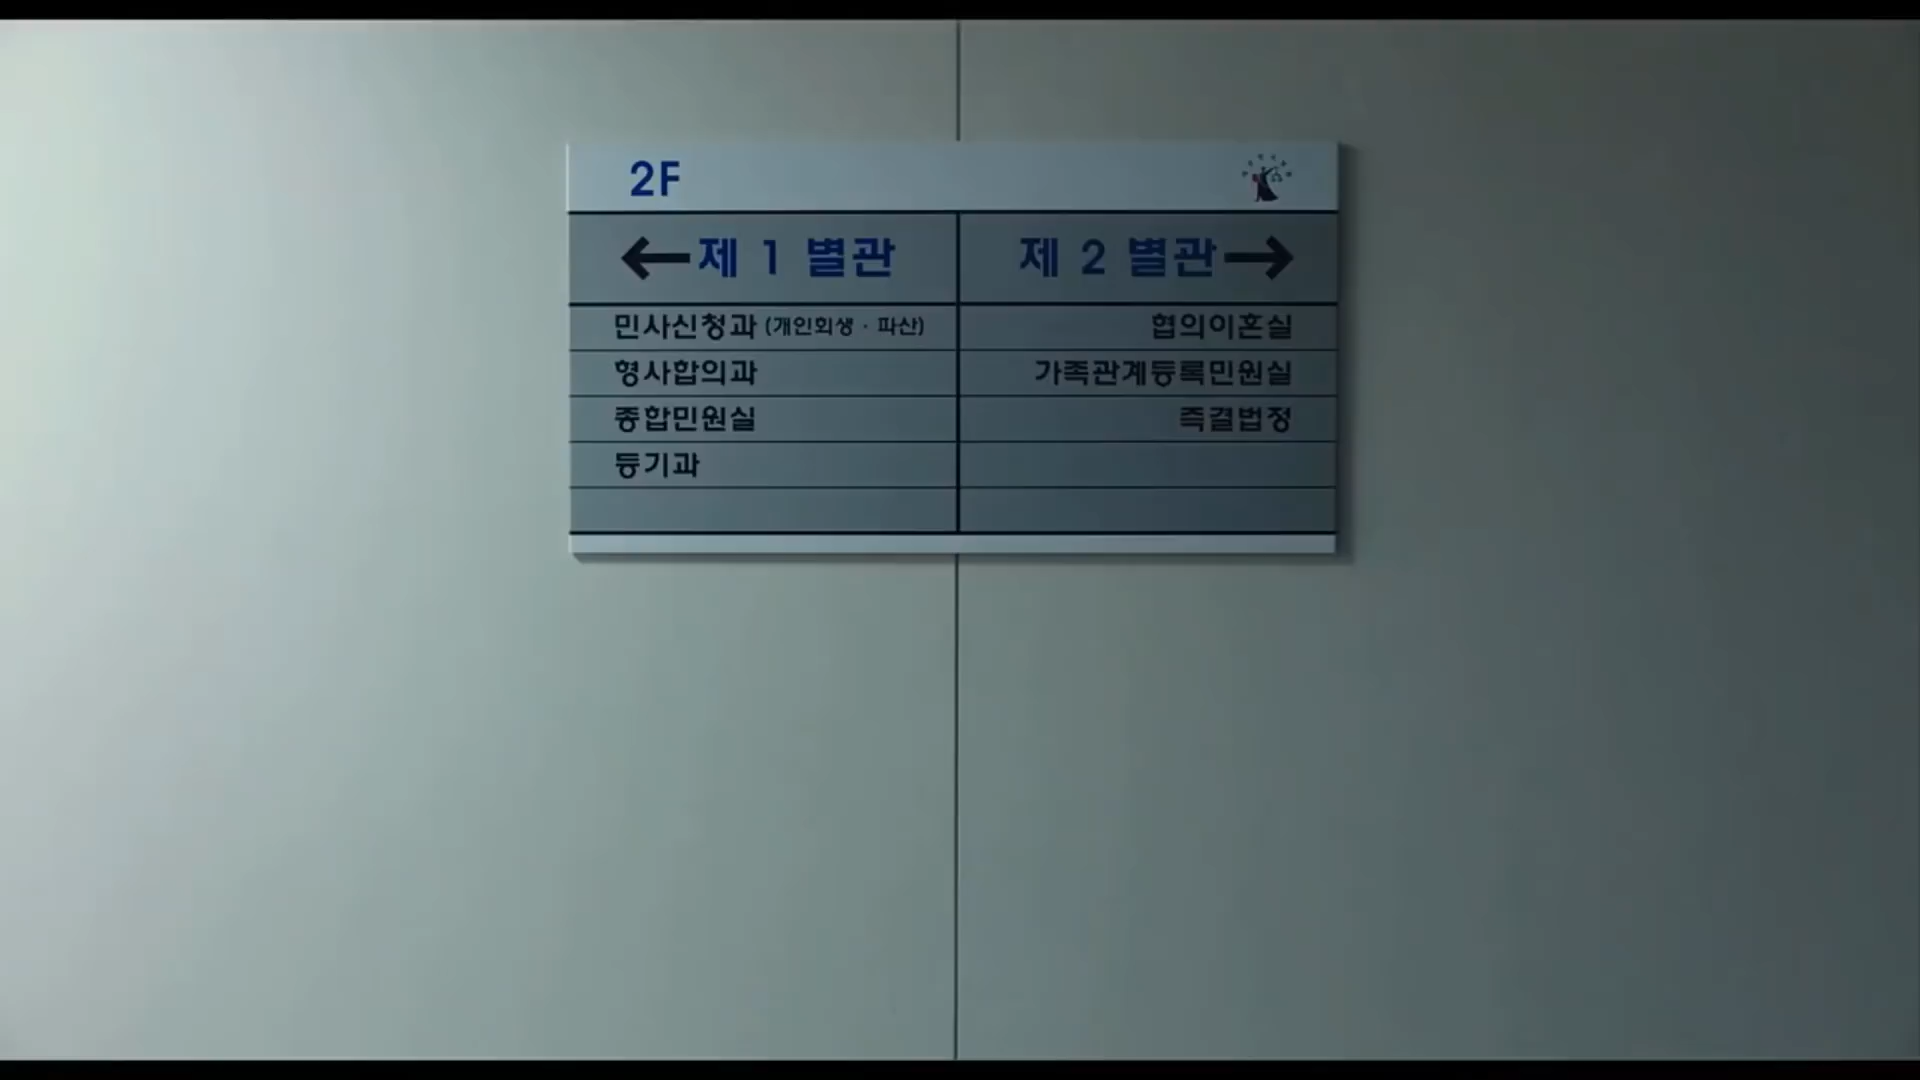 2F
←제 1 별관
제 2 별관→
민사신청과 (개인회생 · 파산)
형사합의과
종합민원실
등기과
협의이혼실
가족관계등록민원실
즉결법정